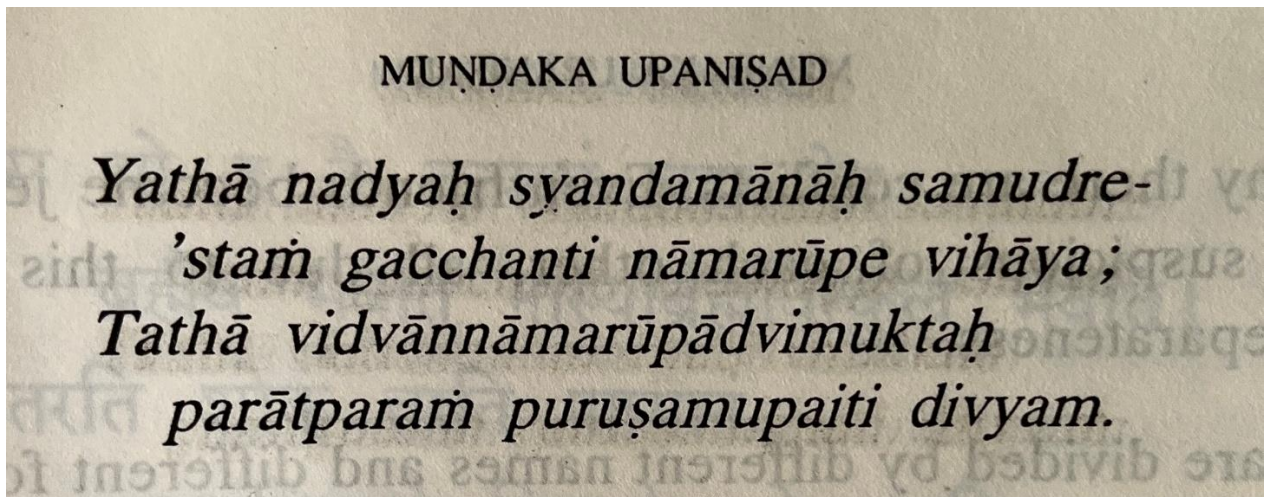 MUṆḌAKA UPANIṢAD
Yathā nadyaḥ syandamānāḥ samudre-
'staṁ gacchanti nāmarūpe vihāya;
Tathā vidvānnāmarūpādvimuktaḥ
parātparaṁ puruṣamupaiti divyam.